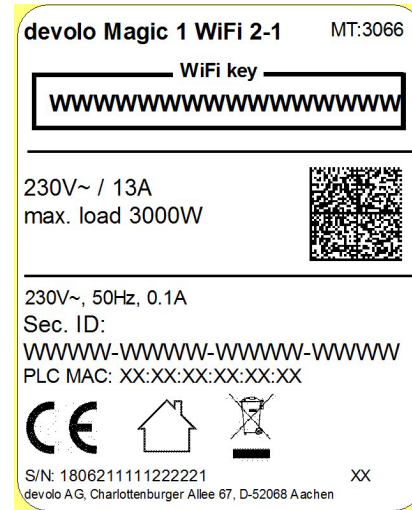 devolo Magic 1 WiFi 2-1 MT:3066
WiFi key
WWWWWWWWWWWWWWWW
230V~ / 13A
max. load 3000W
230V~, 50Hz, 0.1A
Sec. ID:
WWWW-WWWW-WWWW-WWWW
PLC MAC: XX:XX:XX:XX:XX:XX
CE
S/N: 1806211111222221 XX
devolo AG, Charlottenburger Allee 67, D-52068 Aachen